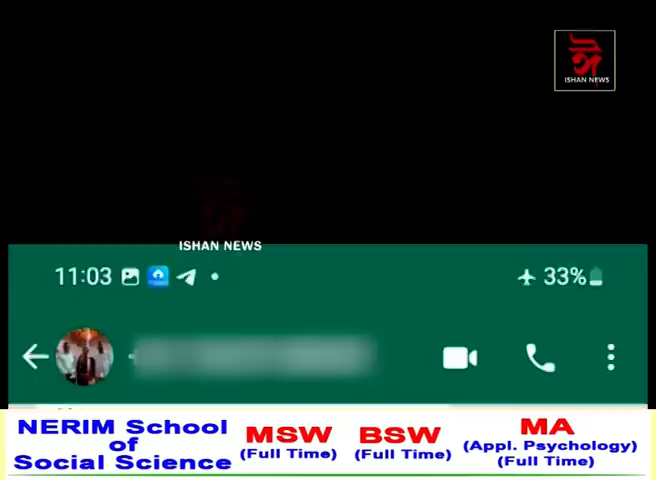 ঈ
ISHAN NEWS
ISHAN NEWS
11:03
33%
NERIM School
of
Social Science
MSW
(Full Time)
BSW
(Full Time)
MA
(Appl. Psychology)
(Full Time)